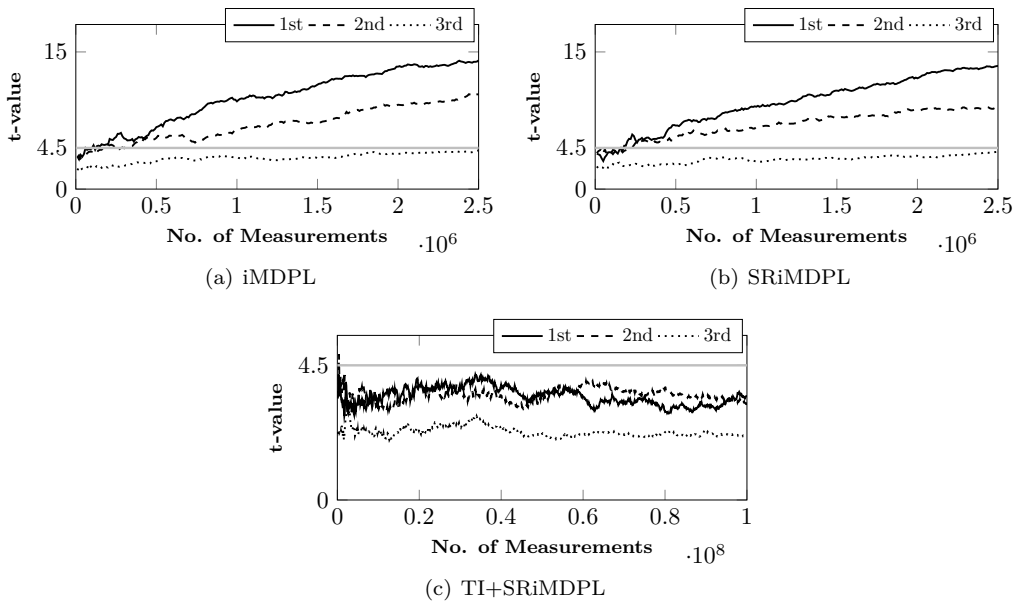 1st 2nd 3rd
15
4.5
0
t-value
0 0.5 1 1.5 2 2.5
No. of Measurements
·10^6
(a) iMDPL
1st 2nd 3rd
15
4.5
0
t-value
0 0.5 1 1.5 2 2.5
No. of Measurements
·10^6
(b) SRiMDPL
1st 2nd 3rd
4.5
0
t-value
0 0.2 0.4 0.6 0.8 1
No. of Measurements
·10^8
(c) TI+SRiMDPL